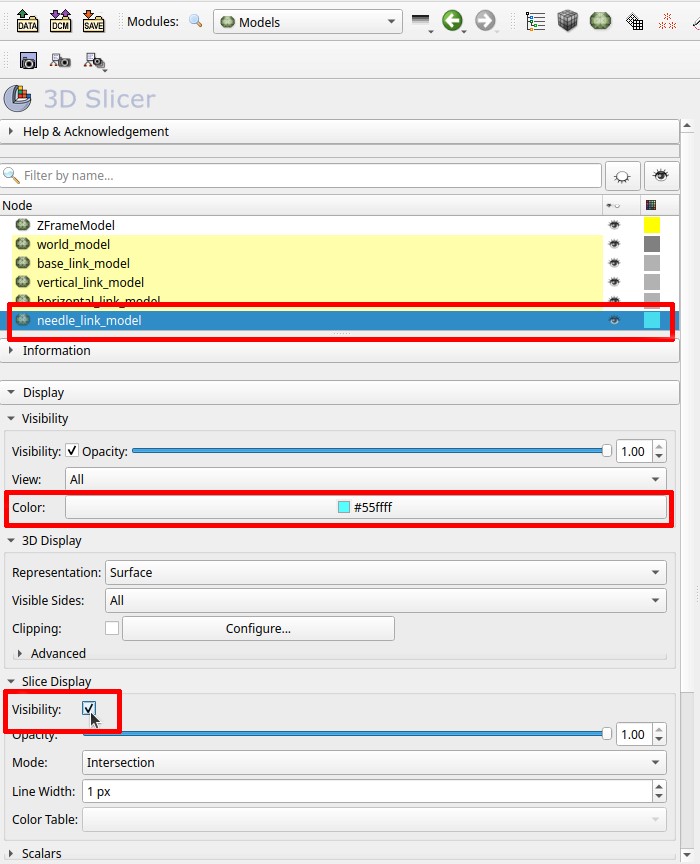 DATA DCM SAVE Modules: Models
3D Slicer
Help & Acknowledgement
Filter by name...
Node
ZFrameModel
world_model
base_link_model
vertical_link_model
horizontal_link_model
needle_link_model
Information
Display
Visibility
Visibility: Opacity: 1.00
View: All
Color: #55ffff
3D Display
Representation: Surface
Visible Sides: All
Clipping: Configure...
Advanced
Slice Display
Visibility:
Opacity: 1.00
Mode: Intersection
Line Width: 1 px
Color Table:
Scalars